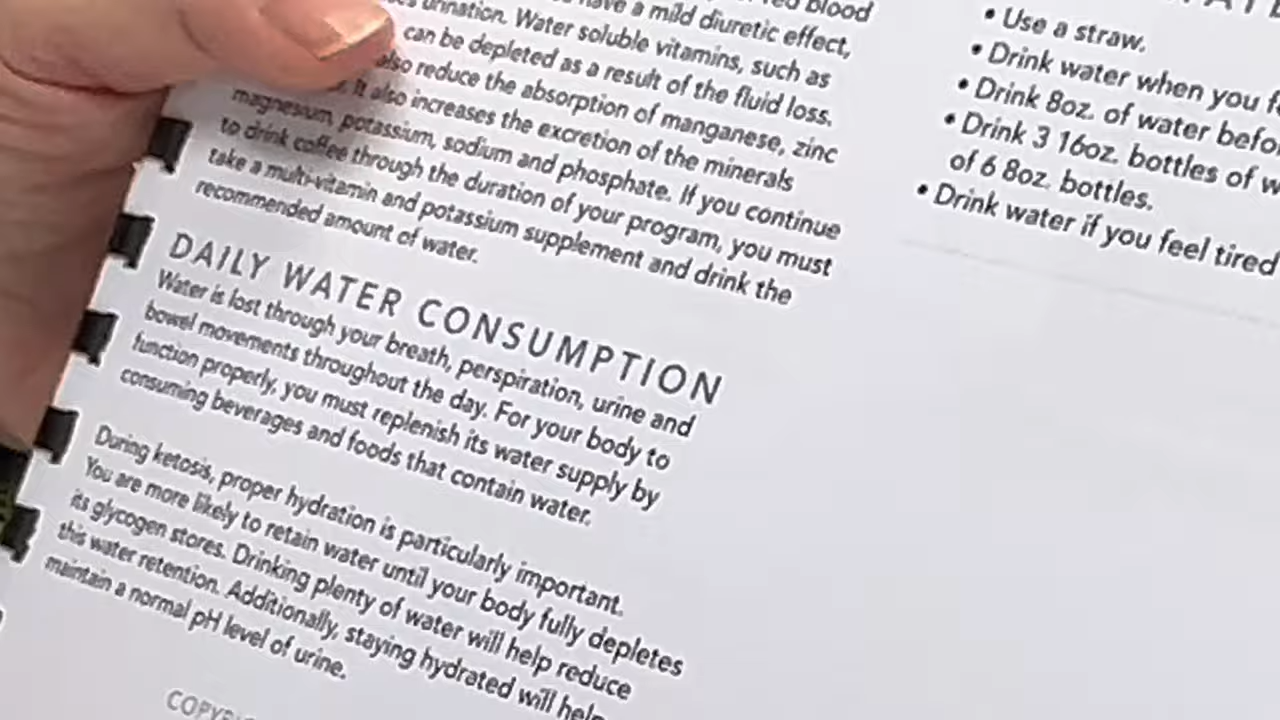 Blood
have a mild diuretic effect,
urination. Water soluble vitamins, such as
can be depleted as a result of the fluid loss.
also reduce the absorption of manganese, zinc
It also increases the excretion of the minerals
magnesium, potassium, sodium and phosphate. If you continue
to drink coffee through the duration of your program, you must
take a multi-vitamin and potassium supplement and drink the
recommended amount of water.
DAILY WATER CONSUMPTION
Water is lost through your breath, perspiration, urine and
bowel movements throughout the day. For your body to
function properly, you must replenish its water supply by
consuming beverages and foods that contain water.
During ketosis, proper hydration is particularly important.
You are more likely to retain water until your body fully depletes
its glycogen stores. Drinking plenty of water will help reduce
this water retention. Additionally, staying hydrated will help
maintain a normal pH level of urine.
• Use a straw.
• Drink water when you
• Drink 8oz. of water
• Drink 3 16oz. bottles of
of 6 8oz. bottles.
• Drink water if you feel tired